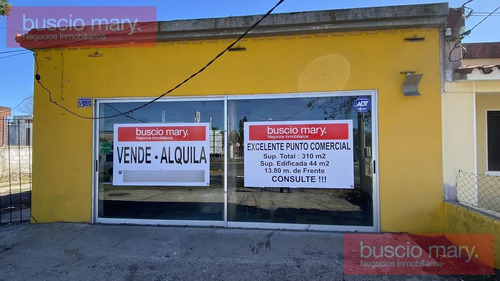 buscio mary.
Negocios Inmobiliarios
ADT
buscio mary.
Negocios Inmobiliarios
VENDE - ALQUILA
buscio mary.
Negocios Inmobiliarios
EXCELENTE PUNTO COMERCIAL
Sup. Total : 310 m2
Sup. Edificada 44 m2
13.80 m. de Frente
CONSULTE !!!
buscio mary.
Negocios Inmobiliarios